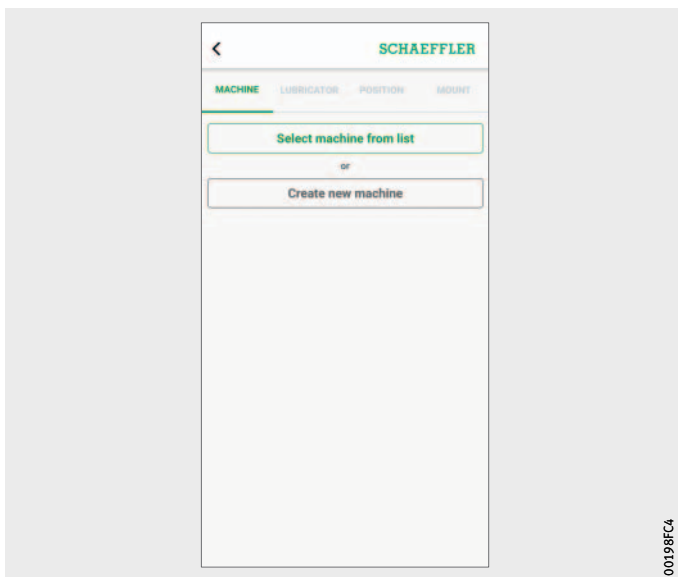 SCHAEFFLER
MACHINE LUBRICATOR POSITION MOUNT
Select machine from list
or
Create new machine
00198FC4